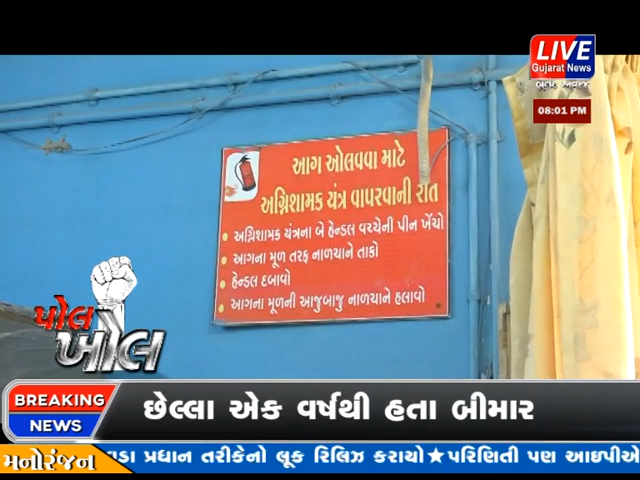 LIVE
Gujarat News
બુલંદ અવાજ
08:01 PM
આગ ઓલવવા માટે
અગ્નિશામક યંત્ર વાપરવાની રીત
અગ્નિશામક યંત્રના બે હેન્ડલ વચ્ચેની પીન ખેંચો
આગના મૂળ તરફ નાળચાને તાકો
હેન્ડલ દબાવો
આગના મૂળની આજુબાજુ નાળચાને હલાવો
પોલ
ખોલ
BREAKING
NEWS
છેલ્લા એક વર્ષથી હતા બીમાર
મનોરંજન
પ્રધાન તરીકેનો લૂક રિલિઝ કરાયો★પરિણિતી પણ આઇપીએ